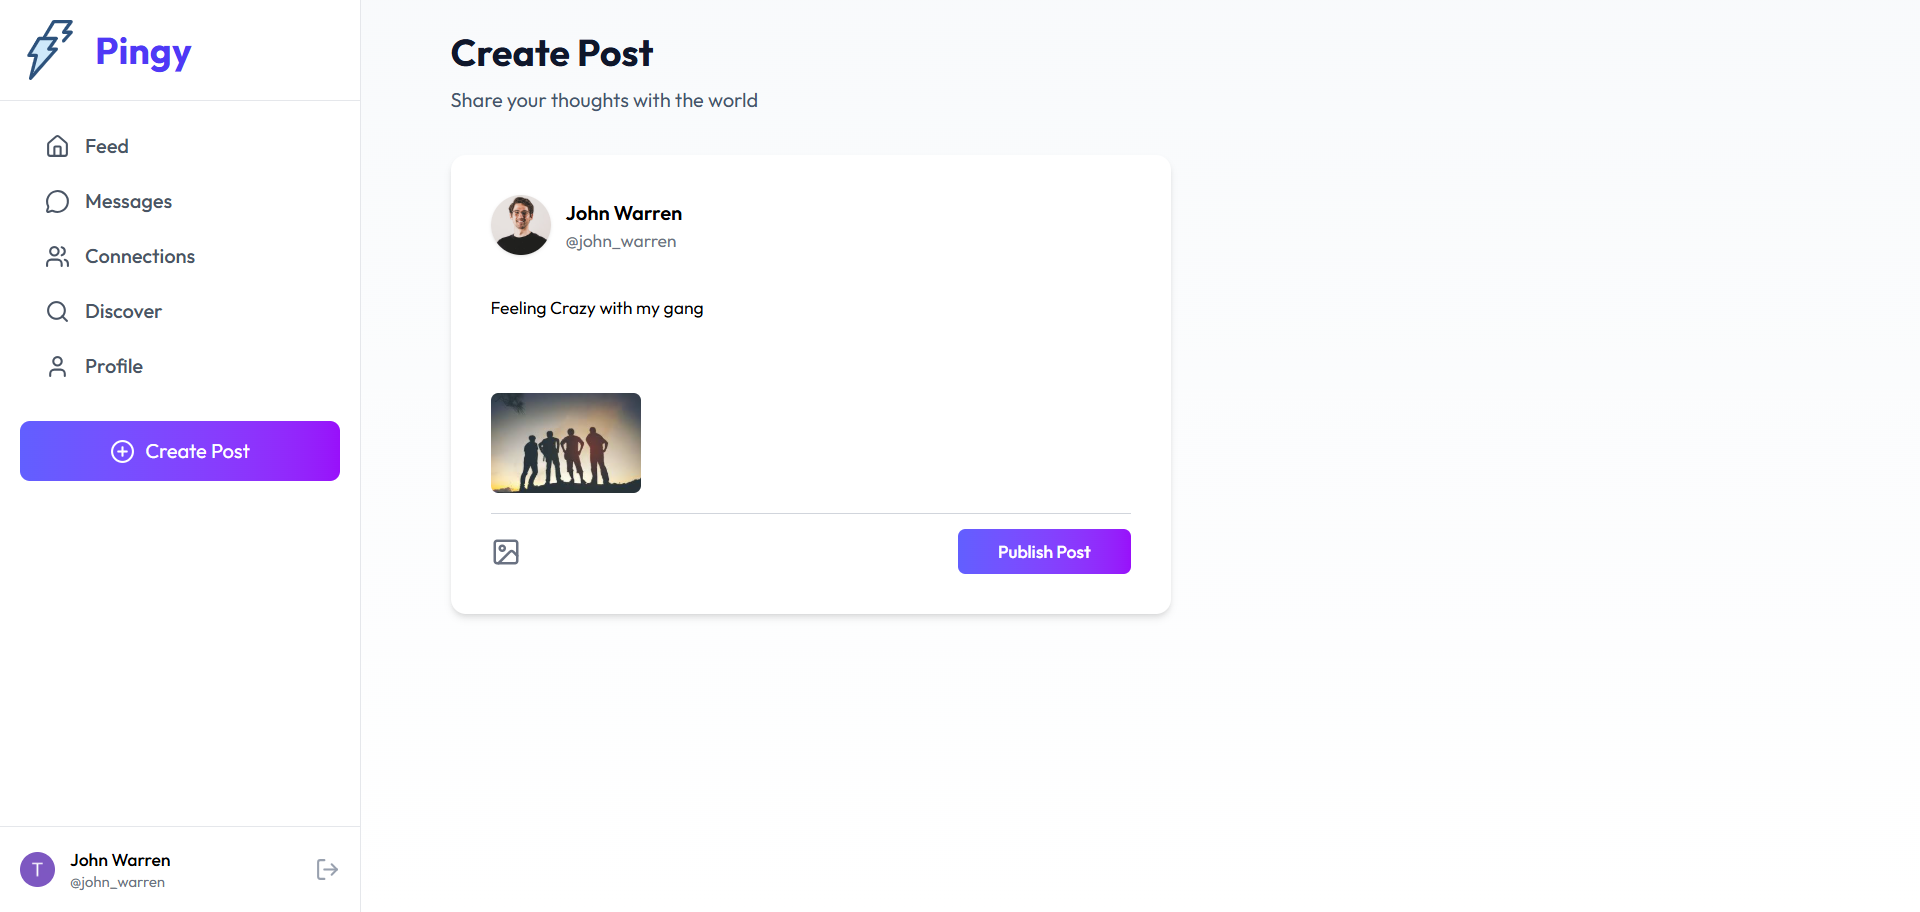 Pingy
Feed
Messages
Connections
Discover
Profile
Create Post
T
John Warren
@john_warren
Create Post
Share your thoughts with the world
John Warren
@john_warren
Feeling Crazy with my gang
Publish Post